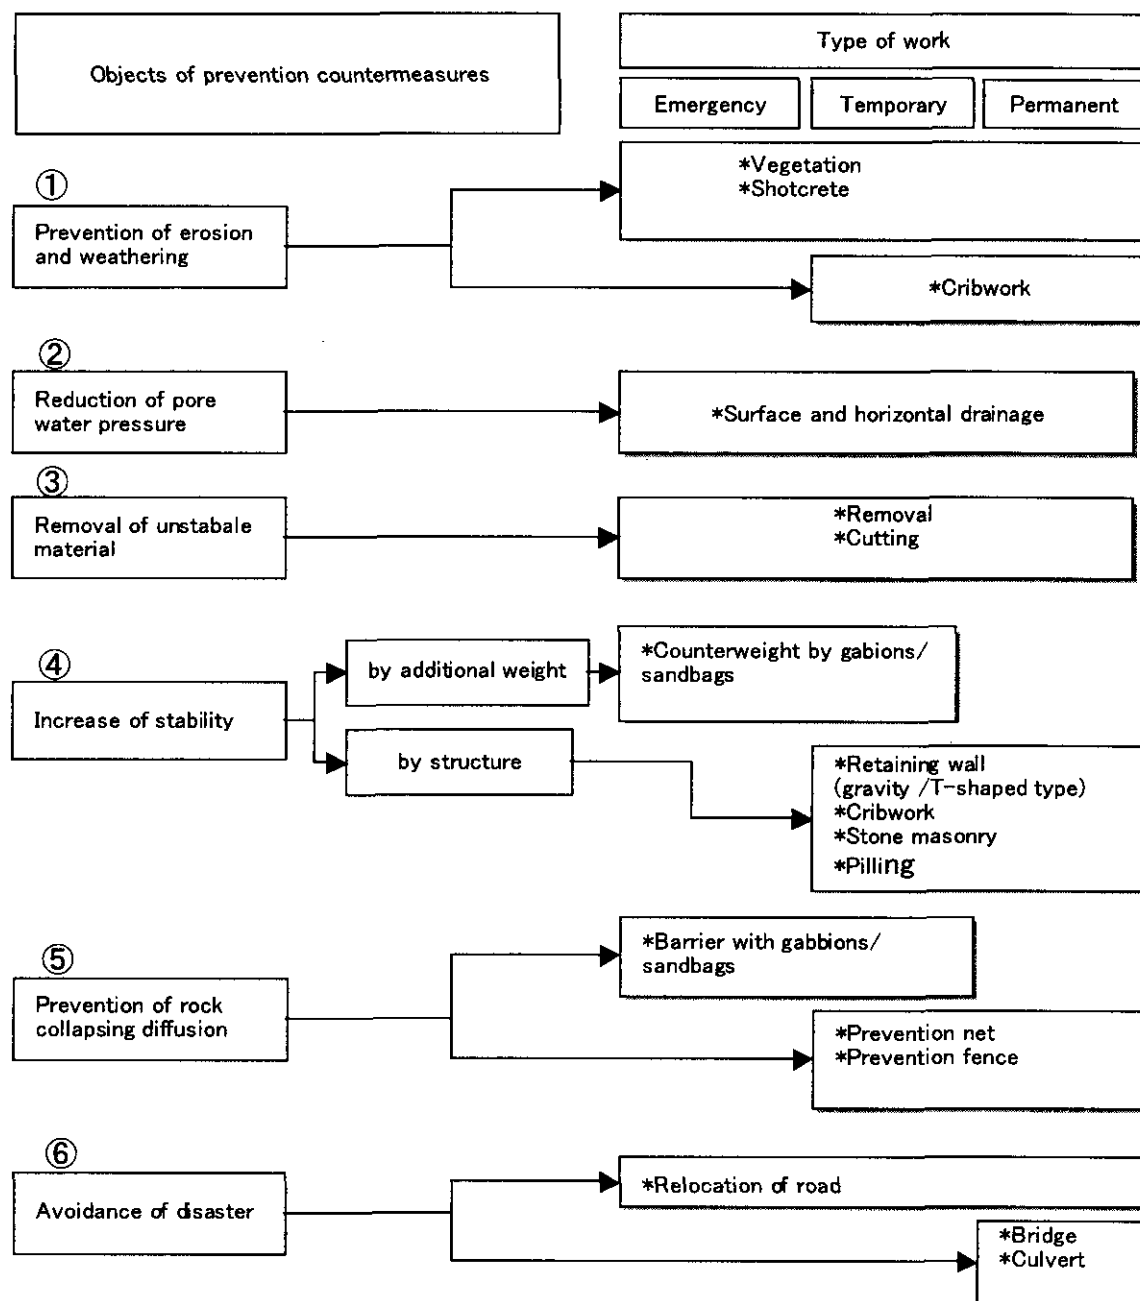 Objects of prevention countermeasures
Type of work
Emergency
Temporary
Permanent
①
Prevention of erosion
and weathering
*Vegetation
*Shotcrete
*Cribwork
②
Reduction of pore
water pressure
*Surface and horizontal drainage
③
Removal of unstabale
material
*Removal
*Cutting
④
Increase of stability
by additional weight
*Counterweight by gabions/
sandbags
by structure
*Retaining wall
(gravity /T-shaped type)
*Cribwork
*Stone masonry
*Pilling
⑤
Prevention of rock
collapsing diffusion
*Barrier with gabbions/
sandbags
*Prevention net
*Prevention fence
⑥
Avoidance of disaster
*Relocation of road
*Bridge
*Culvert